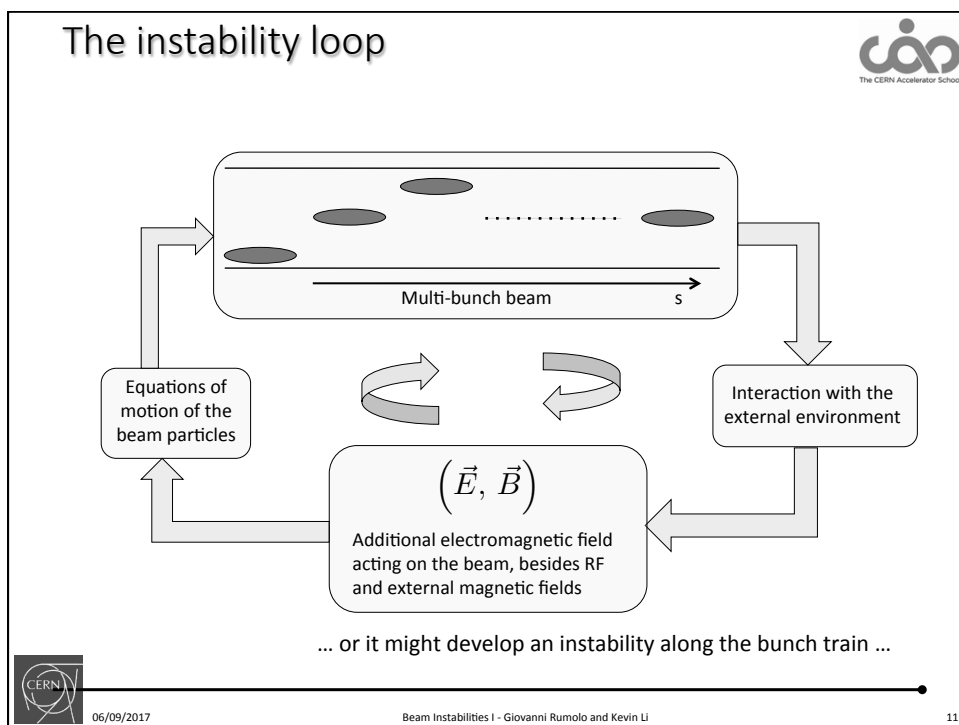 The instability loop
The CERN Accelerator School
Multi-bunch beam
s
Equations of
motion of the
beam particles
Interaction with the
external environment
(E⃗, B⃗)
Additional electromagnetic field
acting on the beam, besides RF
and external magnetic fields
… or it might develop an instability along the bunch train …
CERN
06/09/2017
Beam Instabilities I - Giovanni Rumolo and Kevin Li
11